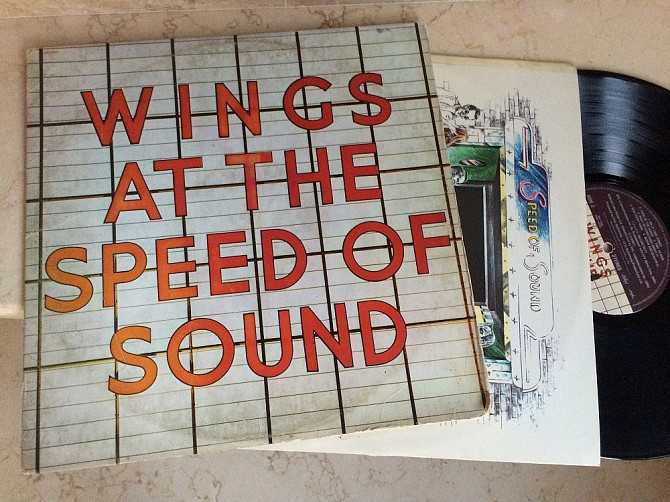 WINGS
AT THE
SPEED OF
SOUND
SPEED OF SOUND
WINGS